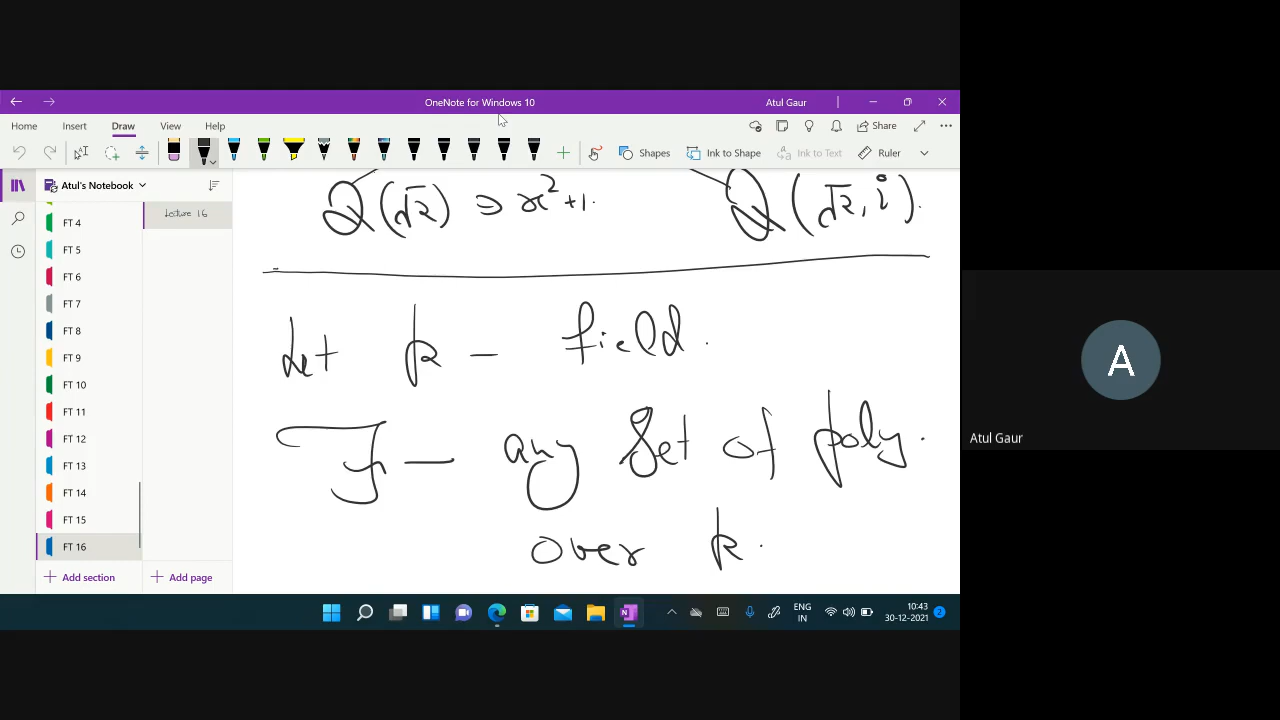 OneNote for Windows 10
Atul Gaur
Home Insert Draw View Help
Share
Shapes Ink to Shape Ink to Text Ruler
Atul's Notebook
Lecture 16
FT 4
FT 5
FT 6
FT 7
FT 8
FT 9
FT 10
FT 11
FT 12
FT 13
FT 14
FT 15
FT 16
Add section Add page
Q(√2) ∋ x²+1. Q(√2, i).
Let k – field.
F – any set of poly.
over k.
A
Atul Gaur
ENG
IN
10:43
30-12-2021
2